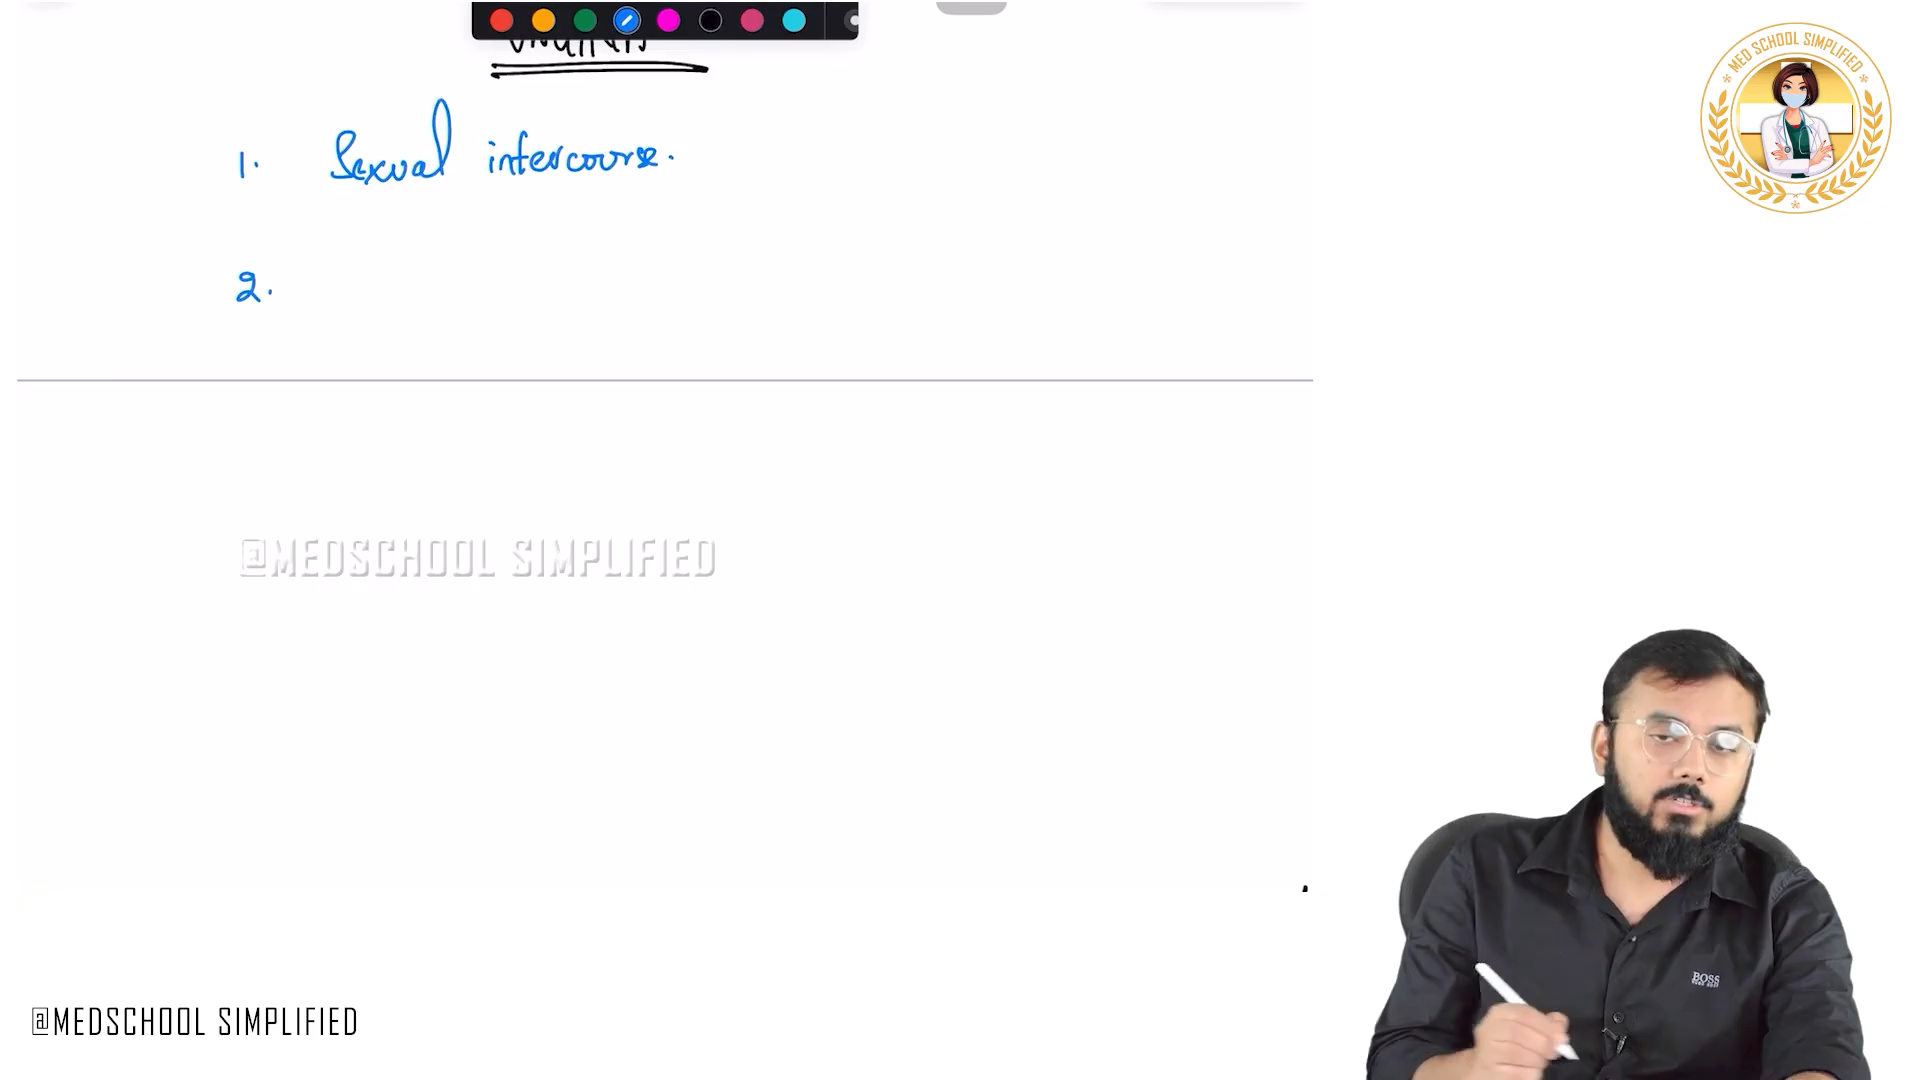 MED SCHOOL SIMPLIFIED
1. Sexual intercourse.
2.
@MEDSCHOOL SIMPLIFIED
BOSS
@MEDSCHOOL SIMPLIFIED